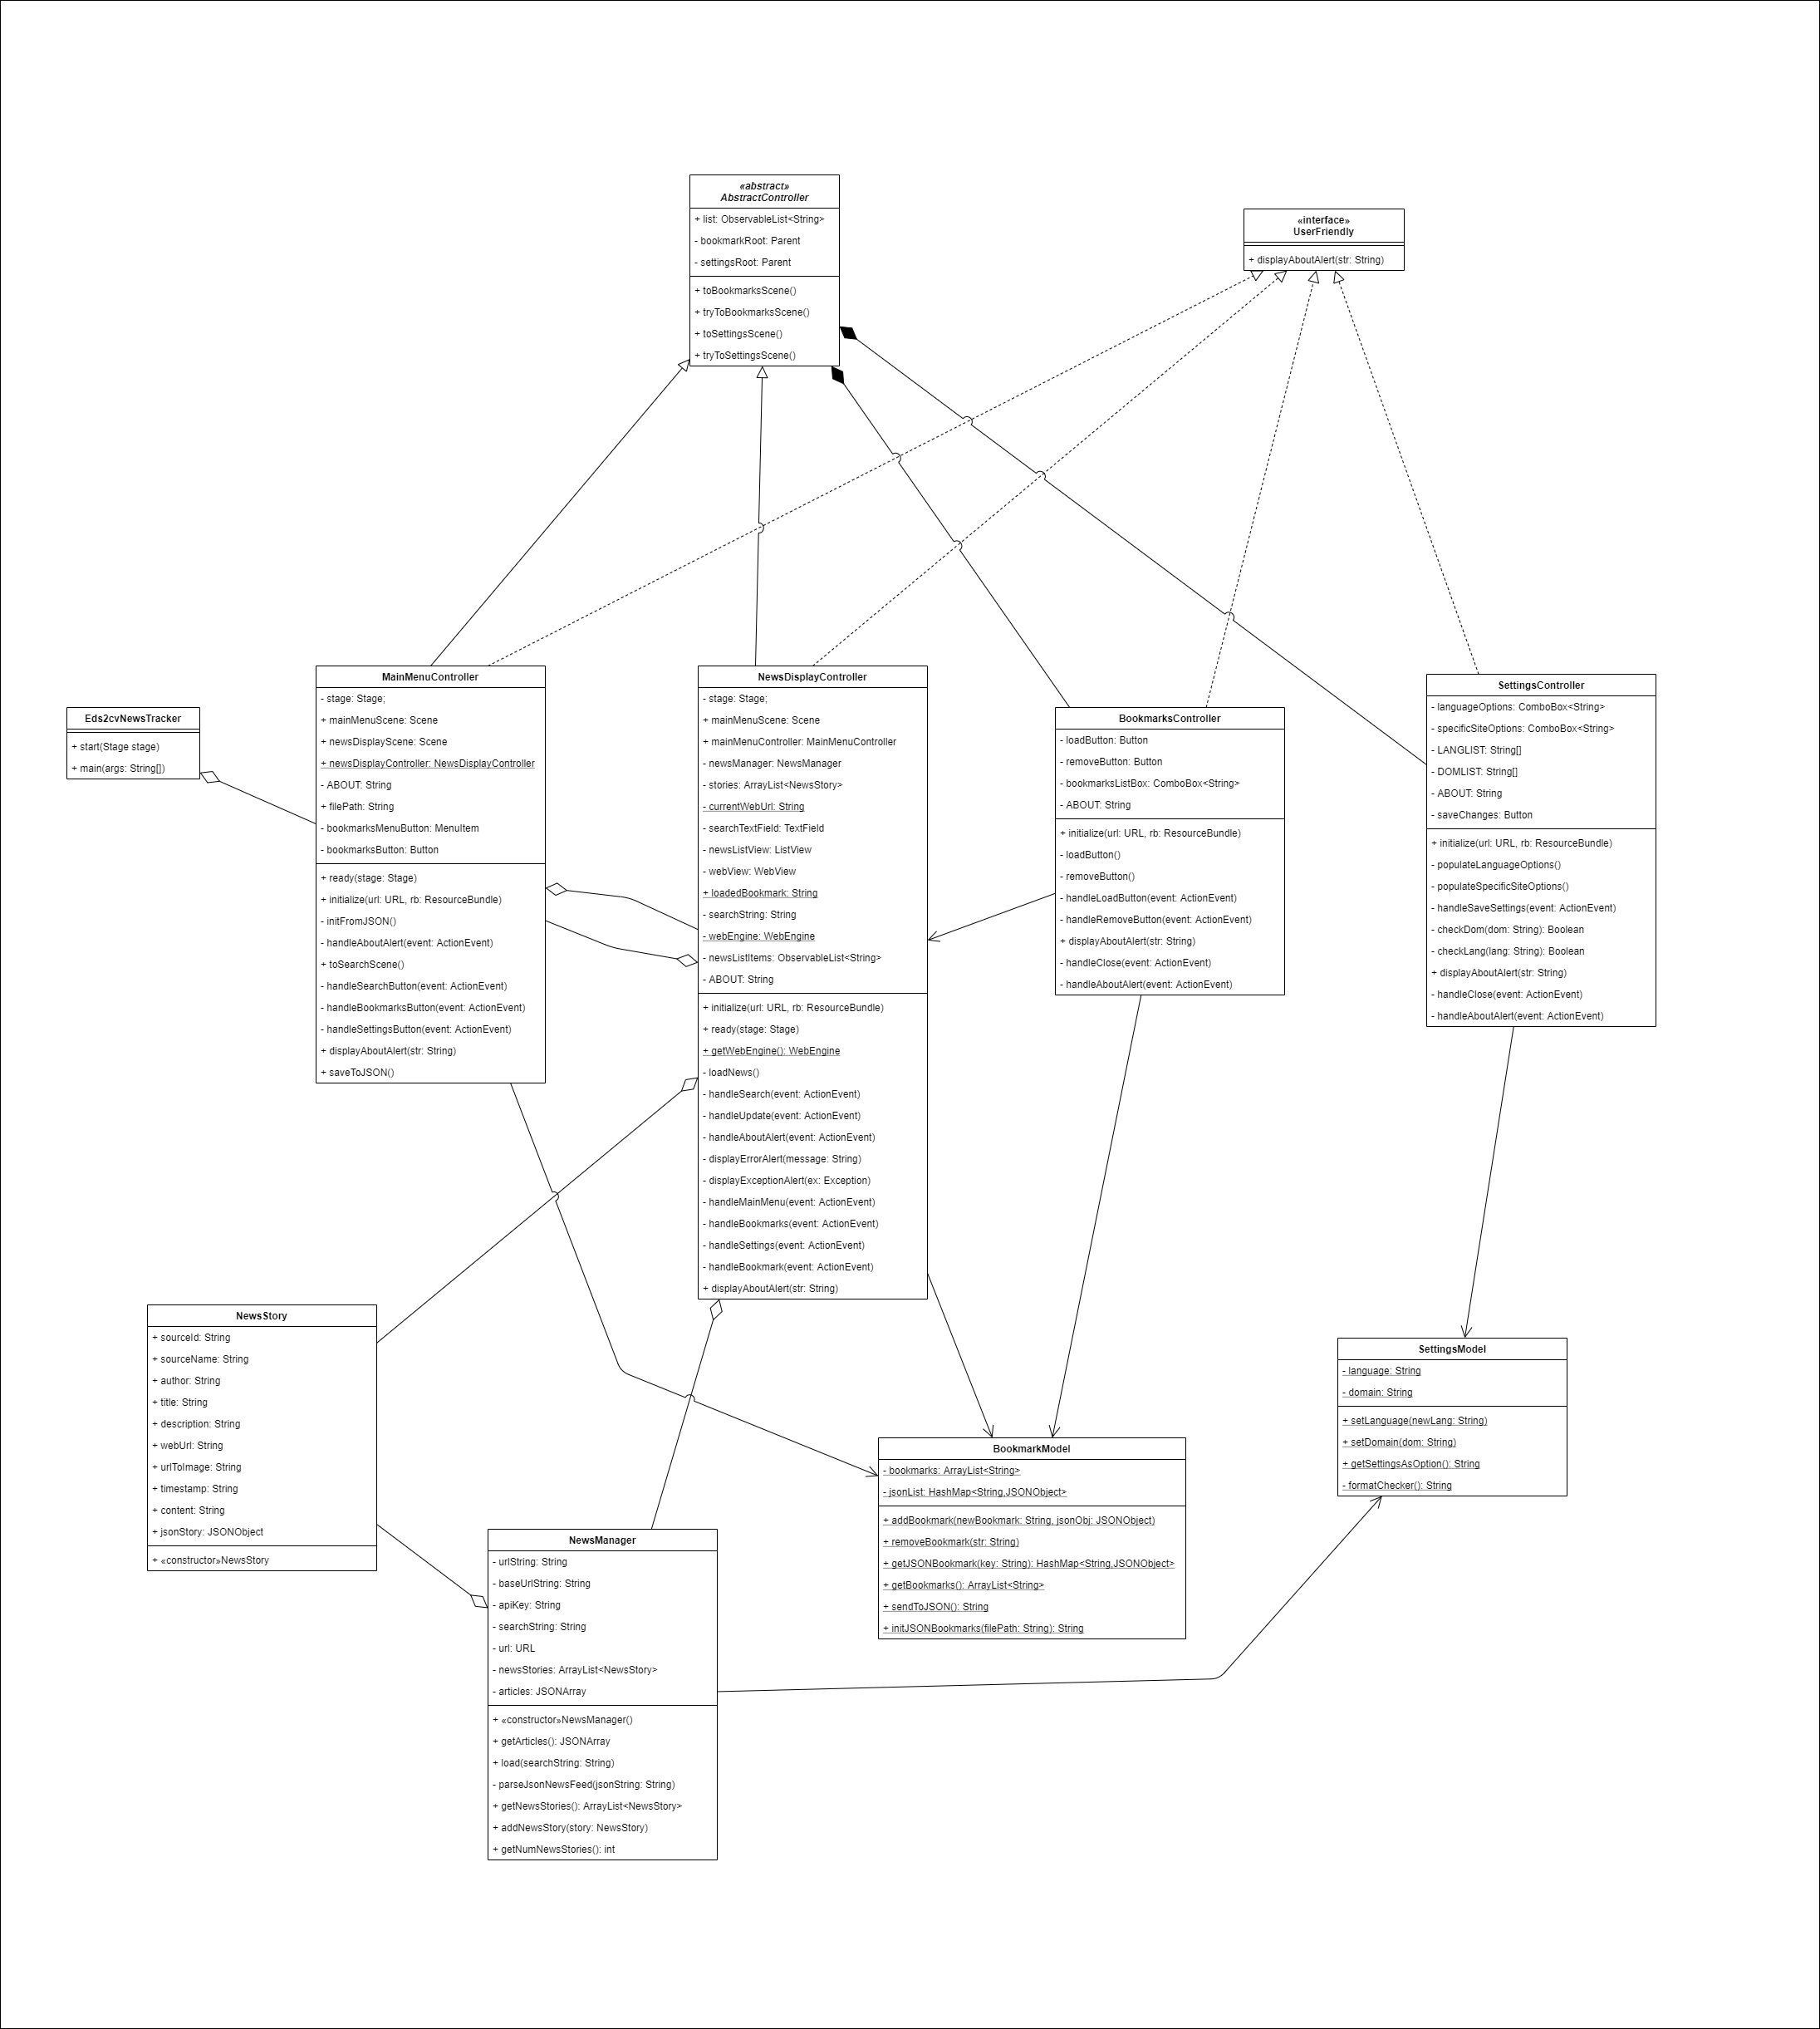 «abstract»
AbstractController
+ list: ObservableList<String>
- bookmarkRoot: Parent
- settingsRoot: Parent
+ toBookmarksScene()
+ tryToBookmarksScene()
+ toSettingsScene()
+ tryToSettingsScene()
«interface»
UserFriendly
+ displayAboutAlert(str: String)
Eds2cvNewsTracker
+ start(Stage stage)
+ main(args: String[])
MainMenuController
- stage: Stage;
+ mainMenuScene: Scene
+ newsDisplayScene: Scene
+ newsDisplayController: NewsDisplayController
- ABOUT: String
+ filePath: String
- bookmarksMenuButton: MenuItem
- bookmarksButton: Button
+ ready(stage: Stage)
+ initialize(url: URL, rb: ResourceBundle)
- initFromJSON()
- handleAboutAlert(event: ActionEvent)
+ toSearchScene()
- handleSearchButton(event: ActionEvent)
- handleBookmarksButton(event: ActionEvent)
- handleSettingsButton(event: ActionEvent)
+ displayAboutAlert(str: String)
+ saveToJSON()
NewsDisplayController
- stage: Stage;
+ mainMenuScene: Scene
+ mainMenuController: MainMenuController
- newsManager: NewsManager
- stories: ArrayList<NewsStory>
- currentWebUrl: String
- searchTextField: TextField
- newsListView: ListView
- webView: WebView
+ loadedBookmark: String
- searchString: String
- webEngine: WebEngine
- newsListItems: ObservableList<String>
- ABOUT: String
+ initialize(url: URL, rb: ResourceBundle)
+ ready(stage: Stage)
+ getWebEngine(): WebEngine
- loadNews()
- handleSearch(event: ActionEvent)
- handleUpdate(event: ActionEvent)
- handleAboutAlert(event: ActionEvent)
- displayErrorAlert(message: String)
- displayExceptionAlert(ex: Exception)
- handleMainMenu(event: ActionEvent)
- handleBookmarks(event: ActionEvent)
- handleSettings(event: ActionEvent)
- handleBookmark(event: ActionEvent)
+ displayAboutAlert(str: String)
BookmarksController
- loadButton: Button
- removeButton: Button
- bookmarksListBox: ComboBox<String>
- ABOUT: String
+ initialize(url: URL, rb: ResourceBundle)
- loadButton()
- removeButton()
- handleLoadButton(event: ActionEvent)
- handleRemoveButton(event: ActionEvent)
+ displayAboutAlert(str: String)
- handleClose(event: ActionEvent)
- handleAboutAlert(event: ActionEvent)
SettingsController
- languageOptions: ComboBox<String>
- specificSiteOptions: ComboBox<String>
- LANGLIST: String[]
- DOMLIST: String[]
- ABOUT: String
- saveChanges: Button
+ initialize(url: URL, rb: ResourceBundle)
- populateLanguageOptions()
- populateSpecificSiteOptions()
- handleSaveSettings(event: ActionEvent)
- checkDom(dom: String): Boolean
- checkLang(lang: String): Boolean
+ displayAboutAlert(str: String)
- handleClose(event: ActionEvent)
- handleAboutAlert(event: ActionEvent)
NewsStory
+ sourceId: String
+ sourceName: String
+ author: String
+ title: String
+ description: String
+ webUrl: String
+ urlToImage: String
+ timestamp: String
+ content: String
+ jsonStory: JSONObject
+ «constructor»NewsStory
NewsManager
- urlString: String
- baseUrlString: String
- apiKey: String
- searchString: String
- url: URL
- newsStories: ArrayList<NewsStory>
- articles: JSONArray
+ «constructor»NewsManager()
+ getArticles(): JSONArray
+ load(searchString: String)
- parseJsonNewsFeed(jsonString: String)
+ getNewsStories(): ArrayList<NewsStory>
+ addNewsStory(story: NewsStory)
+ getNumNewsStories(): int
BookmarkModel
- bookmarks: ArrayList<String>
- jsonList: HashMap<String,JSONObject>
+ addBookmark(newBookmark: String, jsonObj: JSONObject)
+ removeBookmark(str: String)
+ getJSONBookmark(key: String): HashMap<String,JSONObject>
+ getBookmarks(): ArrayList<String>
+ sendToJSON(): String
+ initJSONBookmarks(filePath: String): String
SettingsModel
- language: String
- domain: String
+ setLanguage(newLang: String)
+ setDomain(dom: String)
+ getSettingsAsOption(): String
- formatChecker(): String